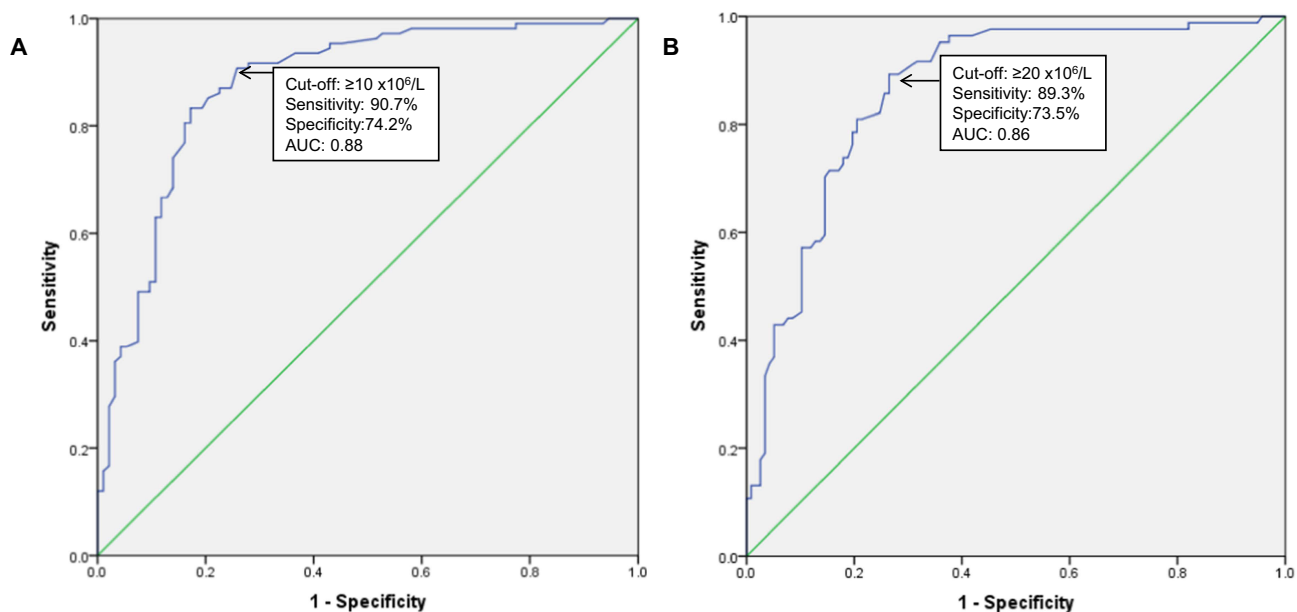 A
Sensitivity
1.0
0.8
0.6
0.4
0.2
0.0
Cut-off: ≥10 x10⁶/L
Sensitivity: 90.7%
Specificity:74.2%
AUC: 0.88
0.0 0.2 0.4 0.6 0.8 1.0
1 - Specificity
B
Sensitivity
1.0
0.8
0.6
0.4
0.2
0.0
Cut-off: ≥20 x10⁶/L
Sensitivity: 89.3%
Specificity:73.5%
AUC: 0.86
0.0 0.2 0.4 0.6 0.8 1.0
1 - Specificity